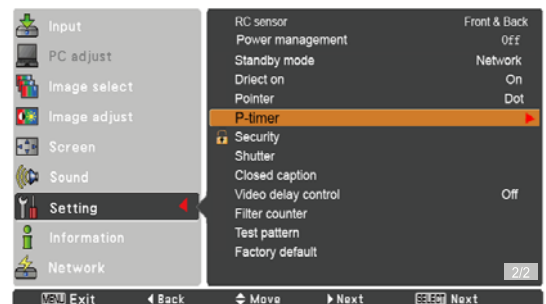 Input
PC adjust
Image select
Image adjust
Screen
Sound
Setting
Information
Network
RC sensor Front & Back
Power management Off
Standby mode Network
Driect on On
Pointer Dot
P-timer
Security
Shutter
Closed caption
Video delay control Off
Filter counter
Test pattern
Factory default
2/2
MENU Exit Back Move Next SELECT Next